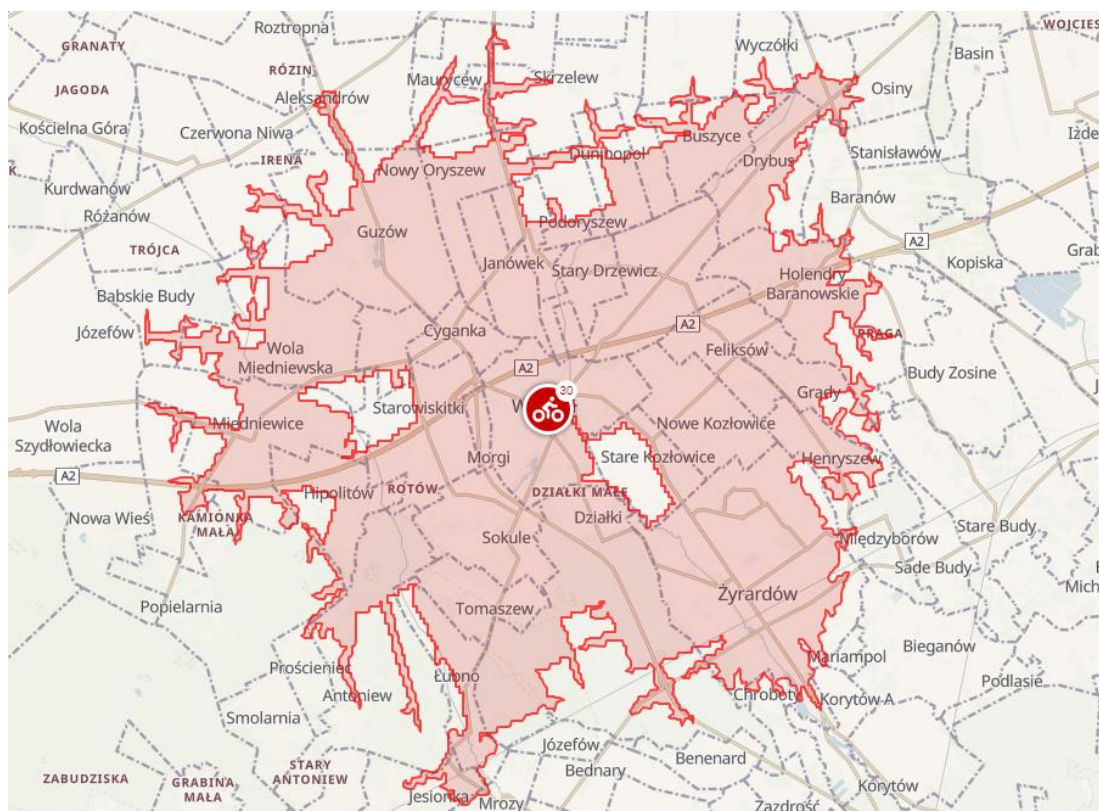 WOJCIES
Roztropna
GRANATY
Wyczółki
Basin
RÓZIN
Maurycew
Skrzelew
JAGODA
Aleksandrów
Osiny
Kościelna Góra
Czerwona Niwa
Izde
Buszyce
IRENA
Duninopol
Drybus
Stanisławów
K
Nowy Oryszew
Kurdwanów
Baranów
Różanów
Podoryszew
Guzów
A2
TRÓJCA
Grab
Janówek
Stary Drzewicz
Kopiska
Holendry
Baranowskie
Babskie Budy
Józefów
Cyganka
A2
PRAGA
Wola
Miedniewska
Feliksów
A2
Budy Zosine
30
Grady
Starowiskitki
W
Miedniewice
Nowe Kozłowice
Wola
Szydłowiecka
Morgi
Stare Kozłowice
Henryszew
A2
Hipolitów
ROTÓW
DZIAŁKI MAŁE
Nowa Wieś
KAMIONKA
MAŁA
Działki
Stare Budy
Sokule
Międzyborów
Sade Budy
Mich
Popielarnia
Tomaszew
Żyrardów
Bieganów
Mariampol
Prościeniec
Łubno
Podlasie
Antoniew
Chroboty
Korytów A
Smolarnia
Józefów
Benenard
ZABUDZISKA
GRABINA
MAŁA
STARY
ANTONIEW
Bednary
Korytów
Jesionka
Mrozy
Zazdrość